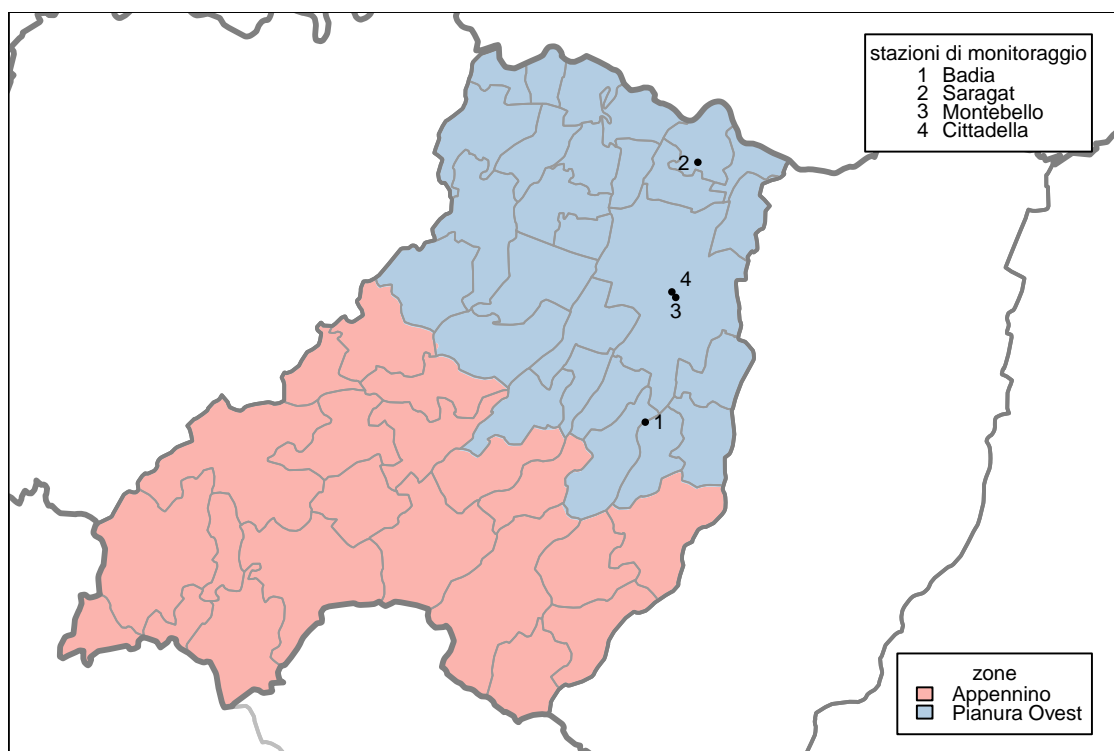 stazioni di monitoraggio
1 Badia
2 Saragat
3 Montebello
4 Cittadella
2
4
3
1
zone
Appennino
Pianura Ovest